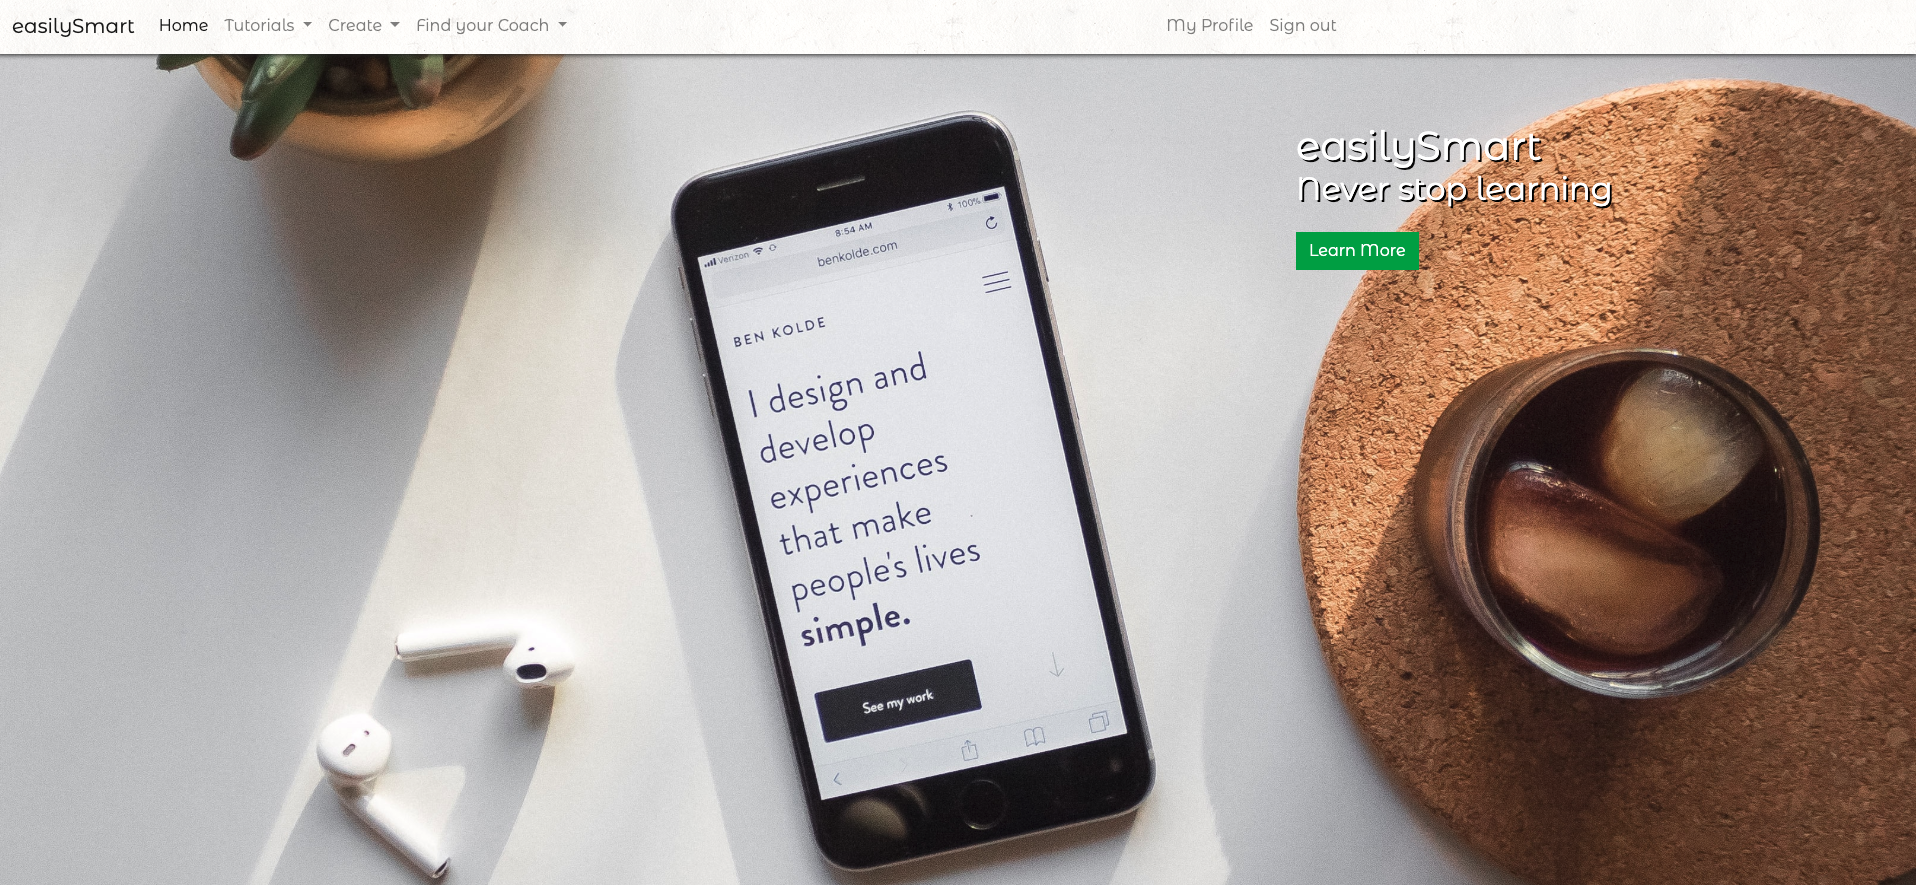 easilySmart Home Tutorials Create Find your Coach My Profile Sign out
easilySmart
Never stop learning
Learn More
Verizon 8:54 AM 100%
benkolde.com
BEN KOLDE
I design and
develop
experiences
that make
people's lives
simple.
See my work